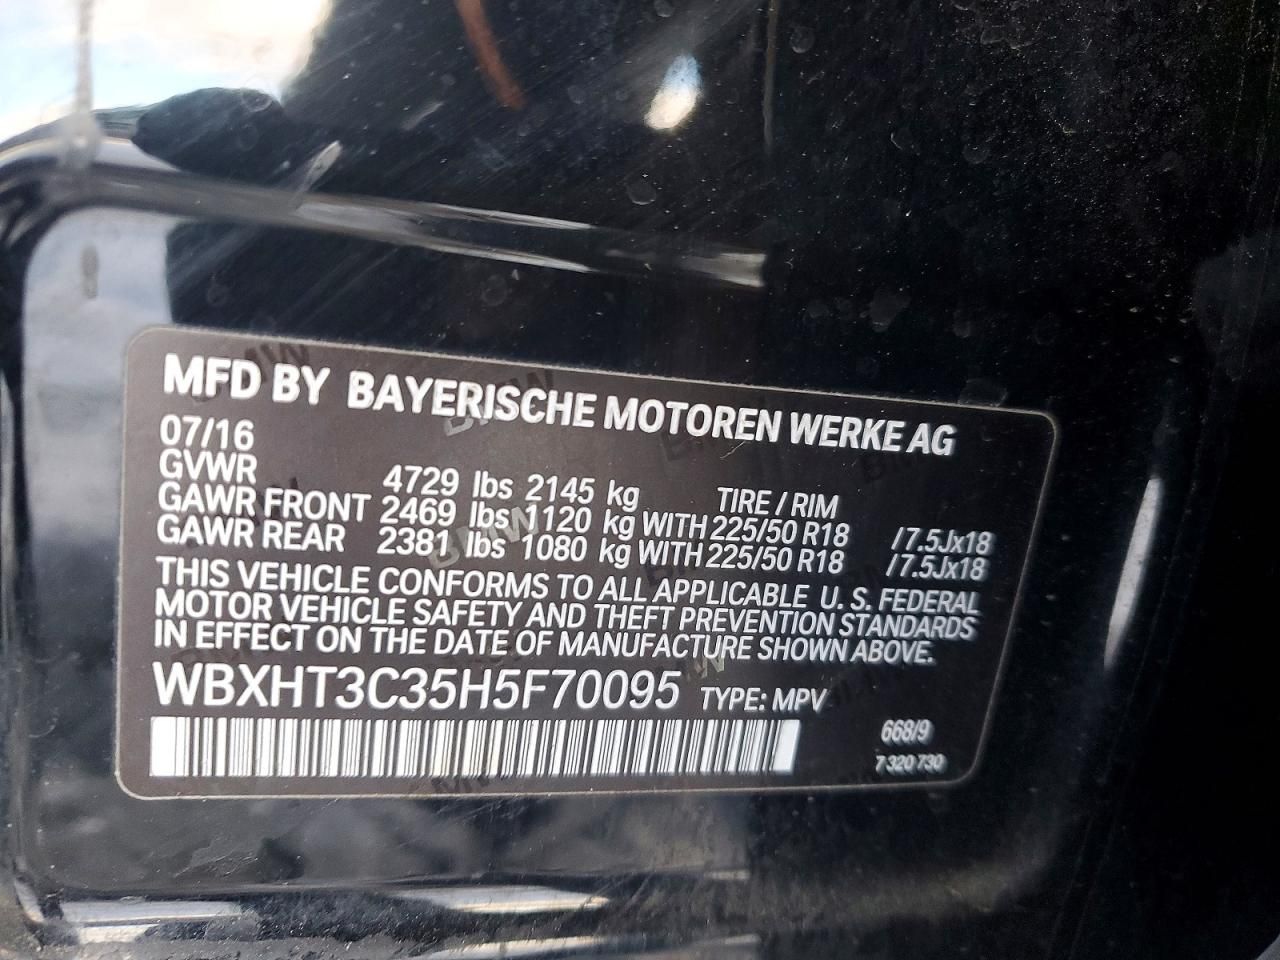 MFD BY BAYERISCHE MOTOREN WERKE AG
07/16
GVWR 4729 lbs 2145 kg TIRE / RIM
GAWR FRONT 2469 lbs 1120 kg WITH 225/50 R18 /7.5Jx18
GAWR REAR 2381 lbs 1080 kg WITH 225/50 R18 /7.5Jx18
THIS VEHICLE CONFORMS TO ALL APPLICABLE U. S. FEDERAL
MOTOR VEHICLE SAFETY AND THEFT PREVENTION STANDARDS
IN EFFECT ON THE DATE OF MANUFACTURE SHOWN ABOVE.
WBXHT3C35H5F70095 TYPE: MPV
668/9
7 320 730